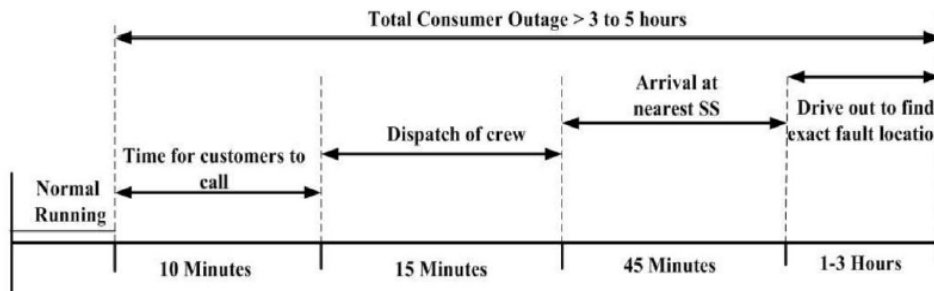 Total Consumer Outage > 3 to 5 hours
Arrival at
nearest SS
Drive out to find
exact fault locatio
Dispatch of crew
Time for customers to
call
Normal
Running
10 Minutes
15 Minutes
45 Minutes
1-3 Hours